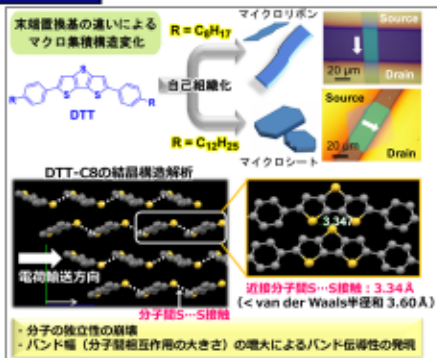 末端置換基の違いによる
マクロ集積構造変化
R
S
S
S
R
DTT
R = C₈H₁₇
自己組織化
R = C₁₂H₂₅
マイクロリボン
マイクロシート
Source
20 μm
Drain
Source
20 μm
Drain
DTT-C8の結晶構造解析
電荷輸送方向
分子間S…S接触
3.347
近接分子間S…S接触：3.34Å
(< van der Waals半径和 3.60Å)
・分子の独立性の崩壊
・バンド幅（分子間相互作用の大きさ）の増大によるバンド伝導性の発現